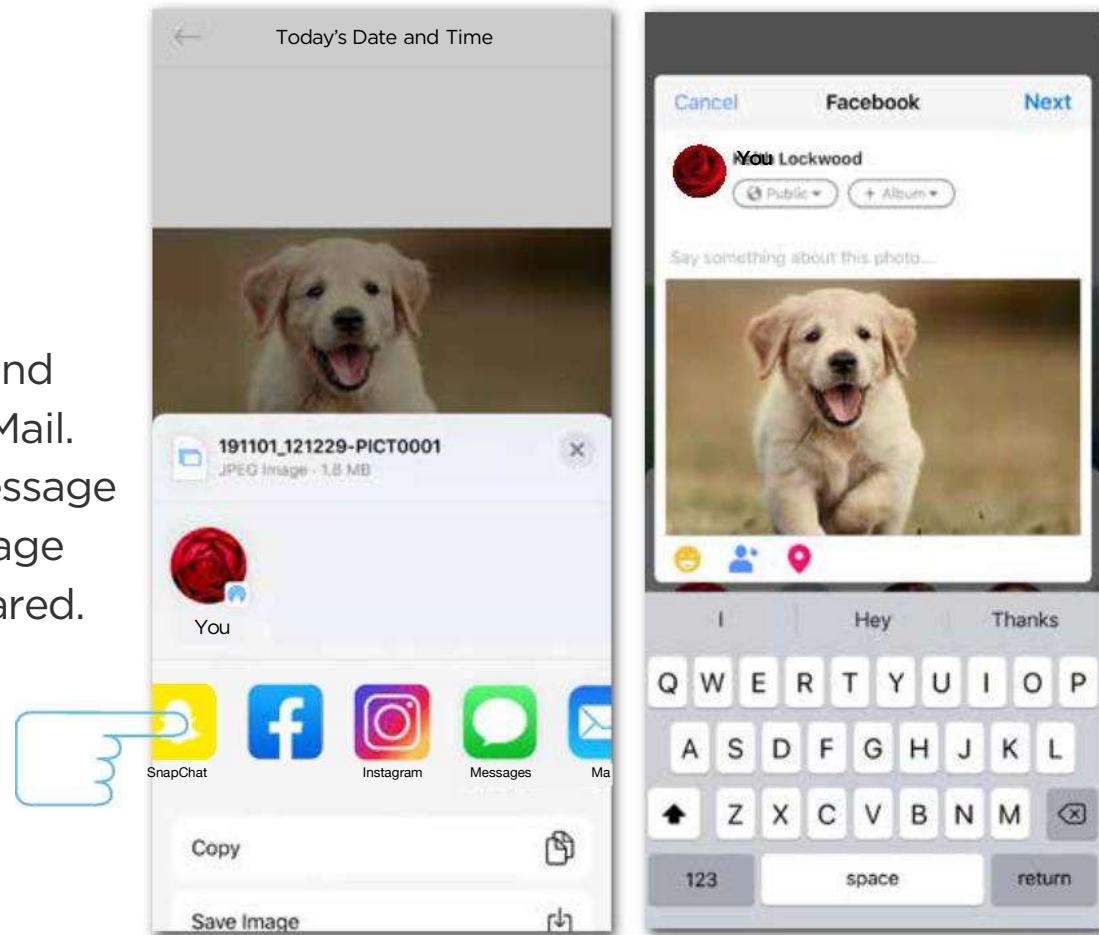 nd
Mail.
essage
age
ared.
Today's Date and Time
191101_121229-PICT0001
JPEG Image · 1.8 MB
You
SnapChat
Instagram
Messages
Ma
Copy
Save Image
Cancel
Facebook
Next
You Lockwood
Public
+ Album
Say something about this photo...
I
Hey
Thanks
Q W E R T Y U I O P
A S D F G H J K L
Z X C V B N M
123
space
return